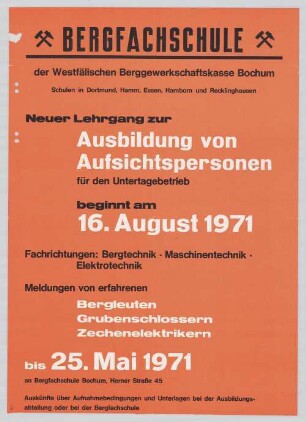 BERGFACHSCHULE
der Westfälischen Berggewerkschaftskasse Bochum
Schulen in Dortmund, Hamm, Essen, Hamborn und Recklinghausen
Neuer Lehrgang zur
Ausbildung von
Aufsichtspersonen
für den Untertagebetrieb
beginnt am
16. August 1971
Fachrichtungen: Bergtechnik · Maschinentechnik ·
Elektrotechnik
Meldungen von erfahrenen
Bergleuten
Grubenschlossern
Zechenelektrikern
bis 25. Mai 1971
an Bergfachschule Bochum, Herner Straße 45
Auskünfte über Aufnahmebedingungen und Unterlagen bei der Ausbildungs-
abteilung oder bei der Bergfachschule